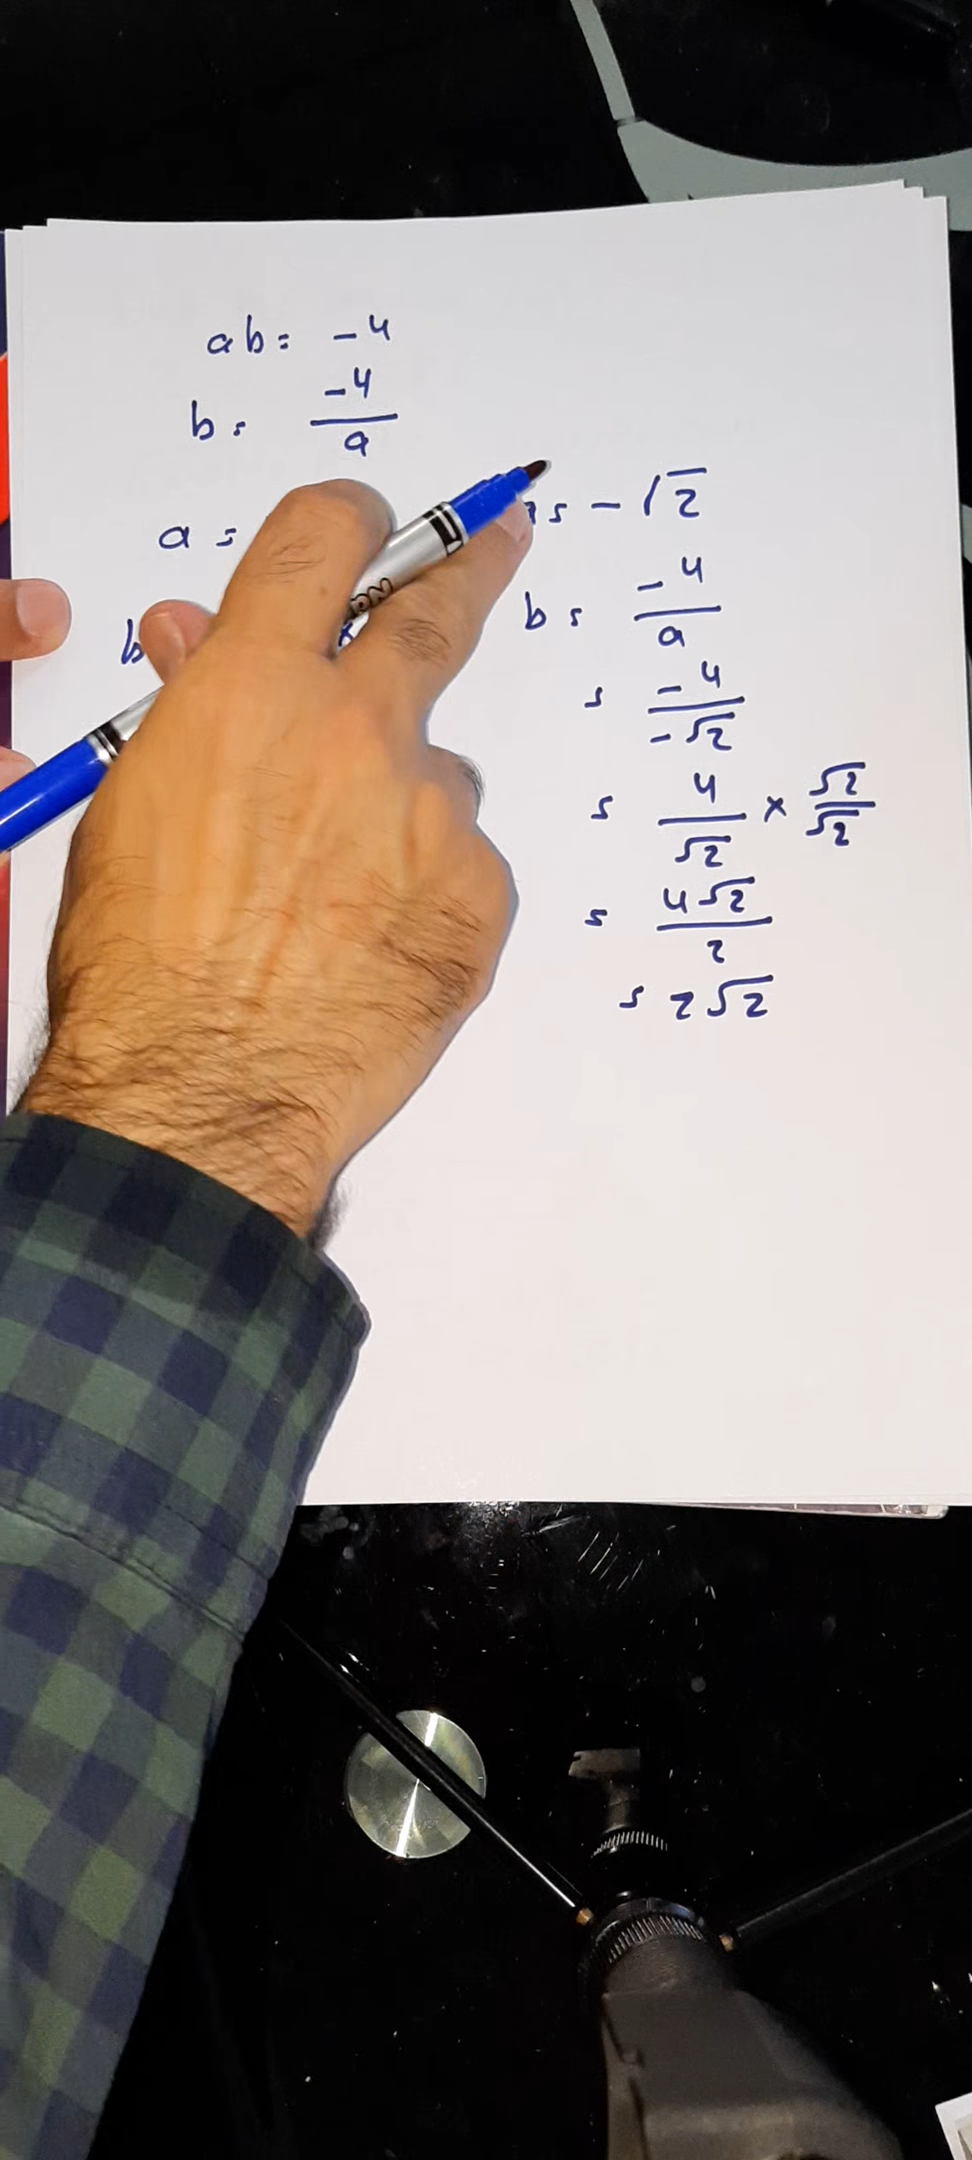 ab = -4
b = -4/a
a =
b
a = -√2
b = -4/a
= -4/-√2
= 4/√2 × √2/√2
= 4√2/2
= 2√2